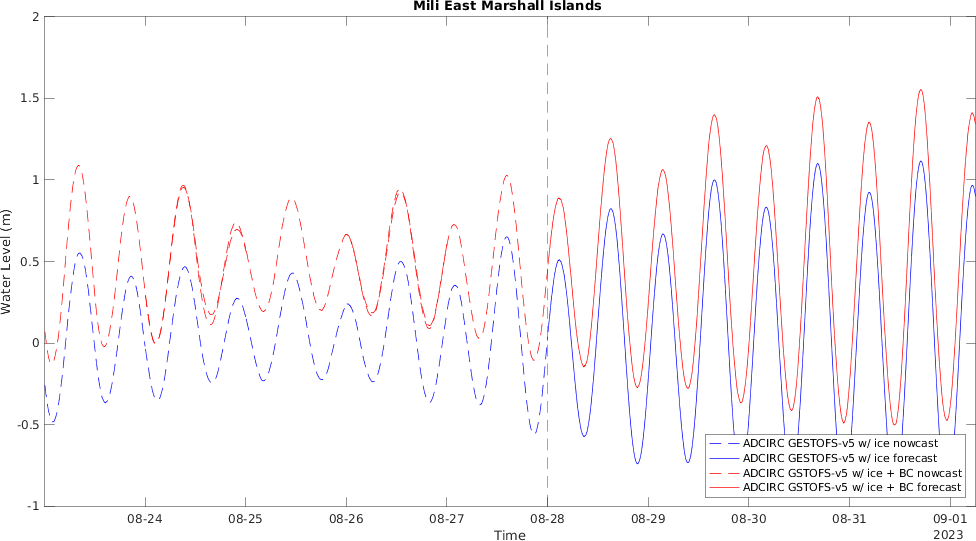 Mili East Marshall Islands
2
1.5
1
0.5
0
-0.5
-1
Water Level (m)
08-24
08-25
08-26
08-27
08-28
08-29
08-30
08-31
09-01
2023
Time
ADCIRC GESTOFS-v5 w/ ice nowcast
ADCIRC GESTOFS-v5 w/ ice forecast
ADCIRC GSTOFS-v5 w/ ice + BC nowcast
ADCIRC GSTOFS-v5 w/ ice + BC forecast